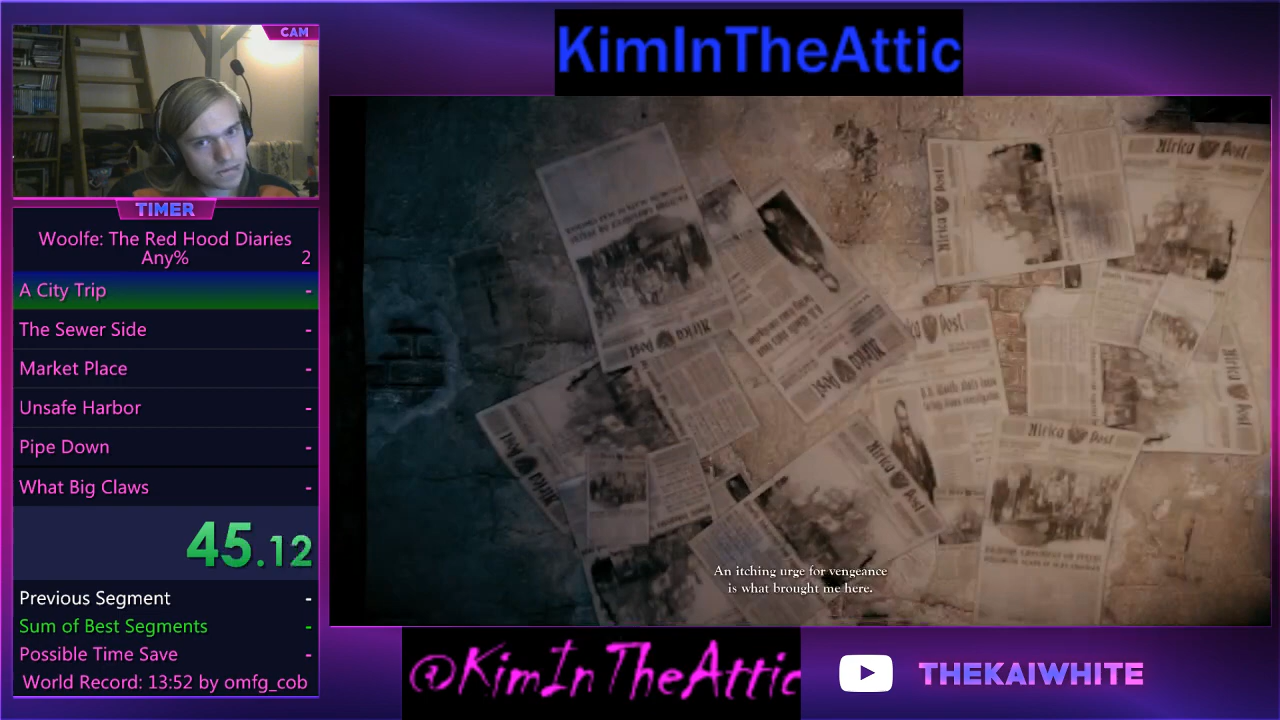 CAM
KimInTheAttic
TIMER
Woolfe: The Red Hood Diaries
Any%
2
A City Trip -
The Sewer Side -
Market Place -
Unsafe Harbor -
Pipe Down -
What Big Claws -
45.12
Previous Segment -
Sum of Best Segments -
Possible Time Save -
World Record: 13:52 by omfg_cob
Ulrica Post
An itching urge for vengeance
is what brought me here.
@KimInTheAttic
THEKAIWHITE